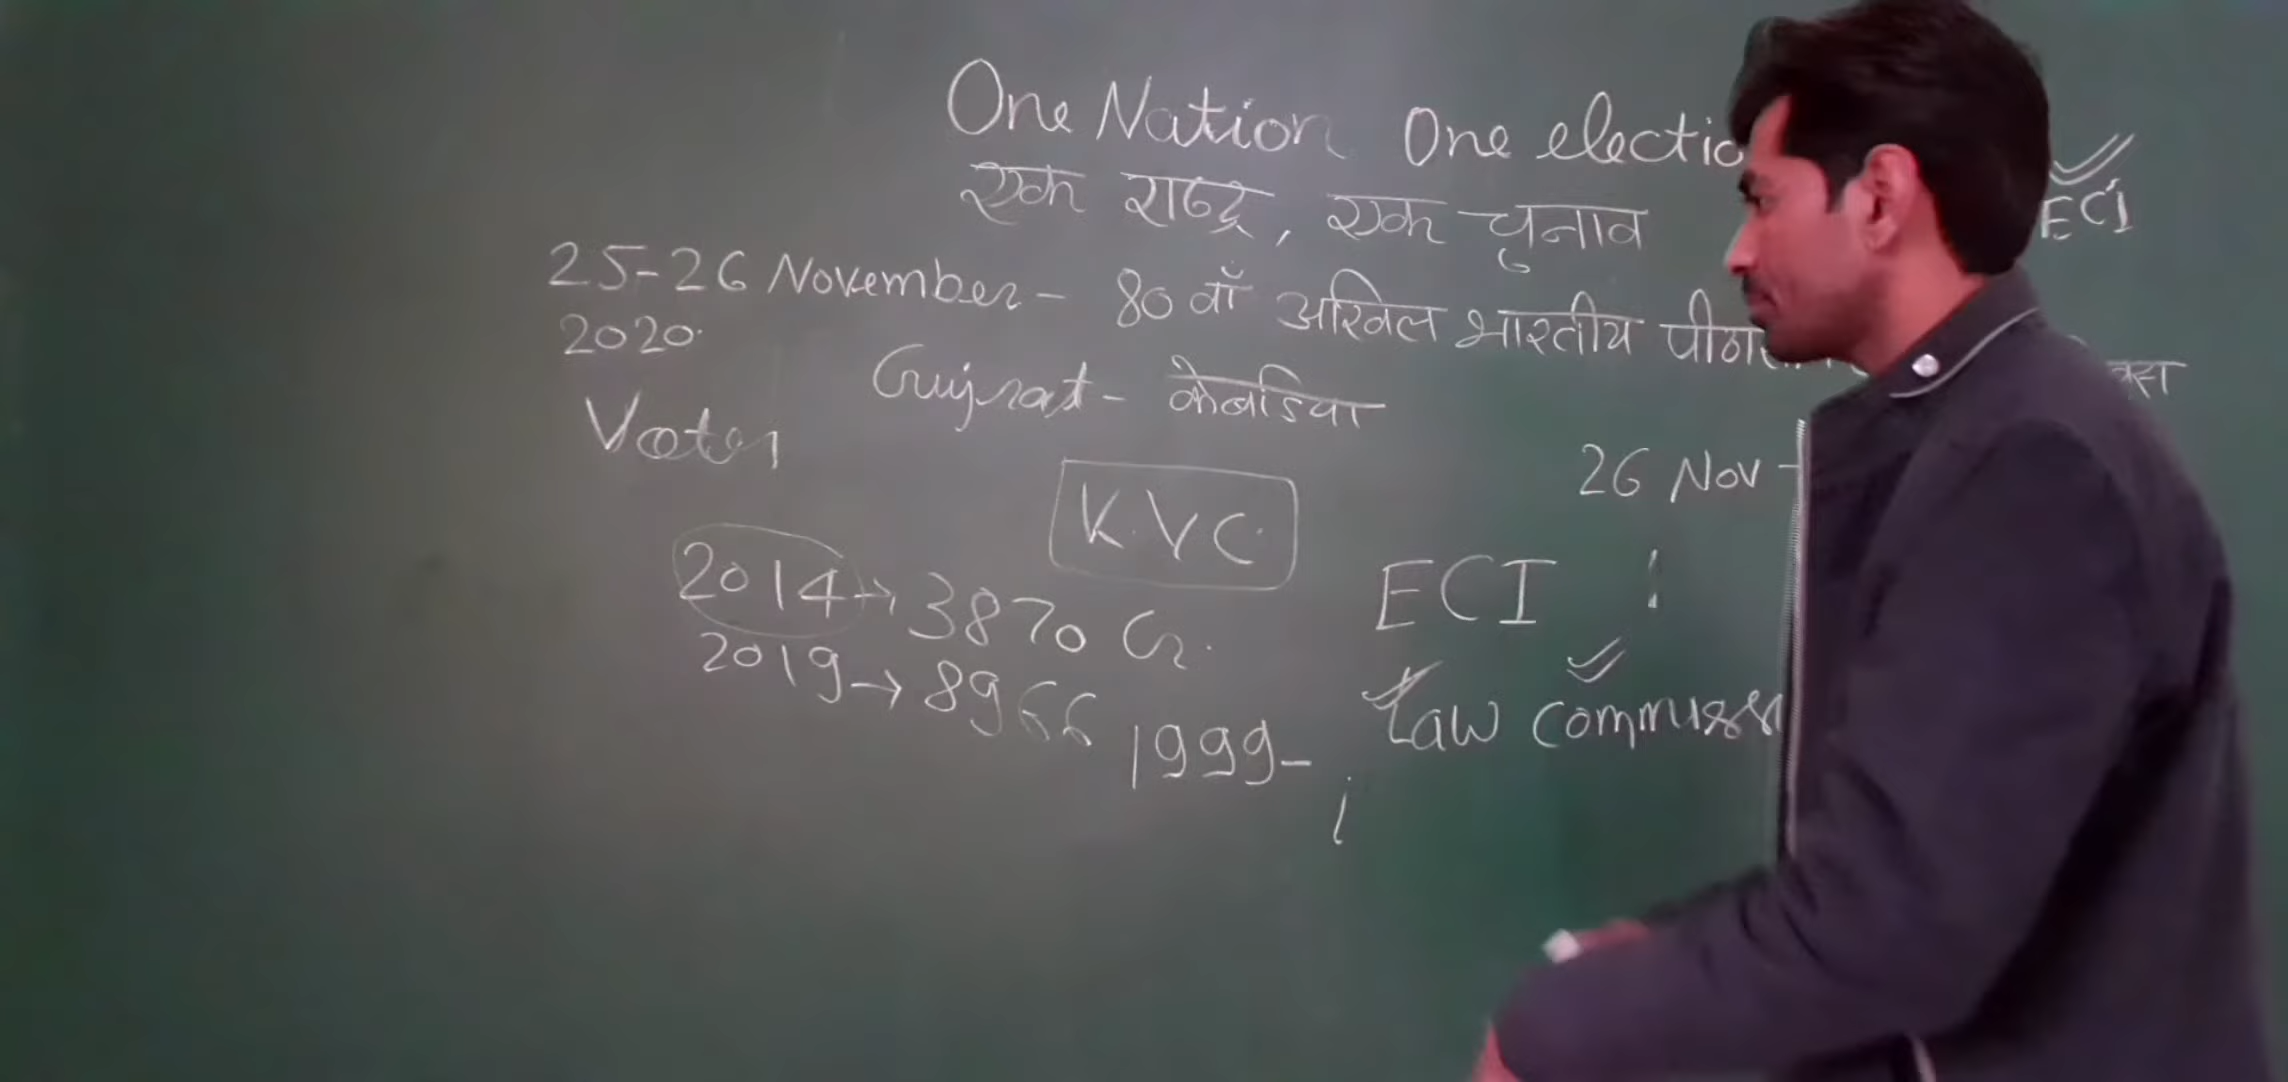 One Nation One electio
एक राष्ट्र, एक चुनाव
ECI
25-26 November - 80 वाँ अखिल भारतीय
2020
Gujrat - केवडिया
Voter
26 Nov -
K.V.C.
2014 → 3870 Cr.
ECI
2019 → 8966
Law commiss
1999 -